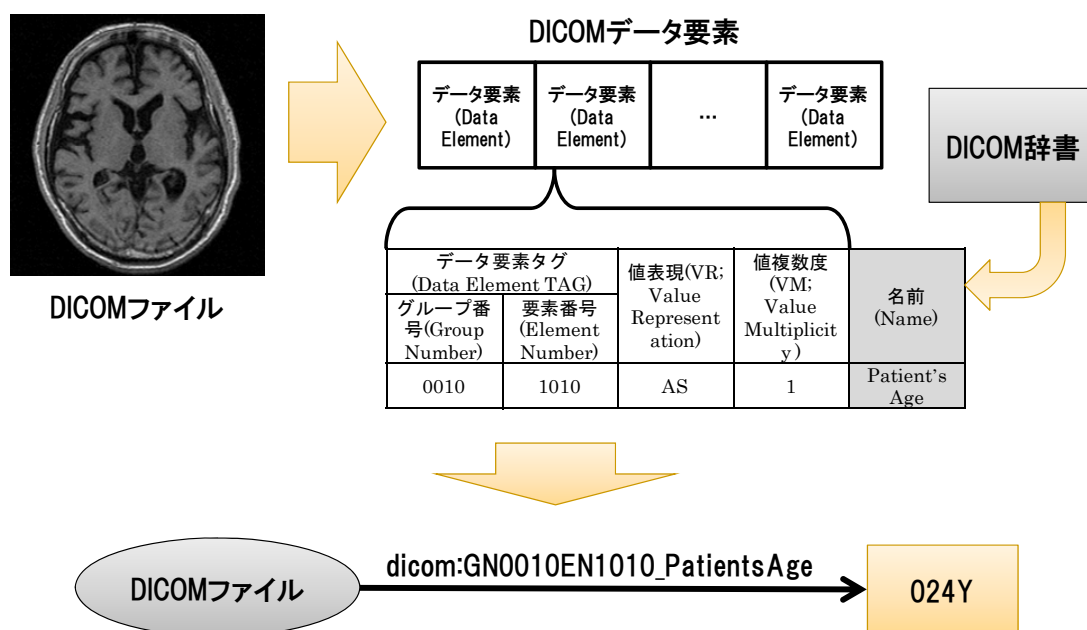 DICOMデータ要素
データ要素
(Data
Element)
データ要素
(Data
Element)
…
データ要素
(Data
Element)
DICOM辞書
DICOMファイル
データ要素タグ
(Data Element TAG)
グループ番
号(Group
Number)
要素番号
(Element
Number)
値表現(VR;
Value
Represent
ation)
値複数度
(VM;
Value
Multiplicit
y)
名前
(Name)
0010
1010
AS
1
Patient's
Age
DICOMファイル
dicom:GN0010EN1010_PatientsAge
024Y